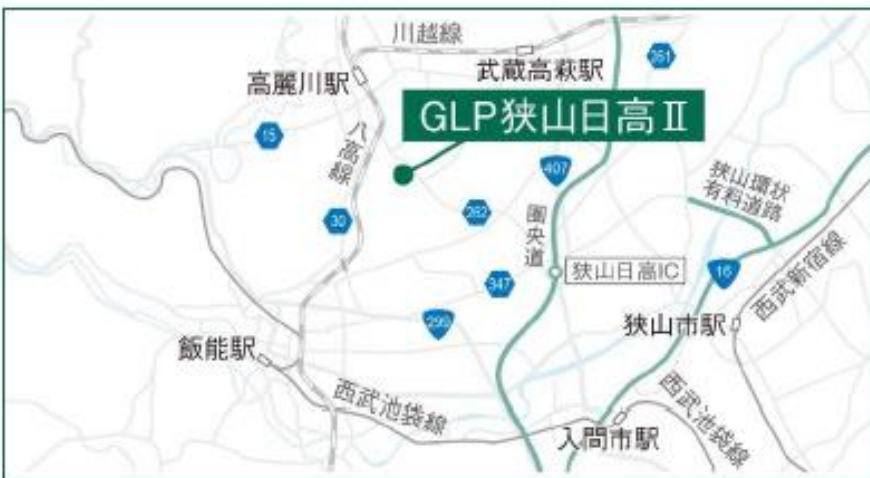 川越線
高麗川駅
武蔵高萩駅
361
GLP狭山日高Ⅱ
15
八高線
407
狭山環状
有料道路
262
30
圏央道
狭山日高IC
16
347
西武新宿線
299
狭山市駅
飯能駅
西武池袋線
西武池袋線
入間市駅